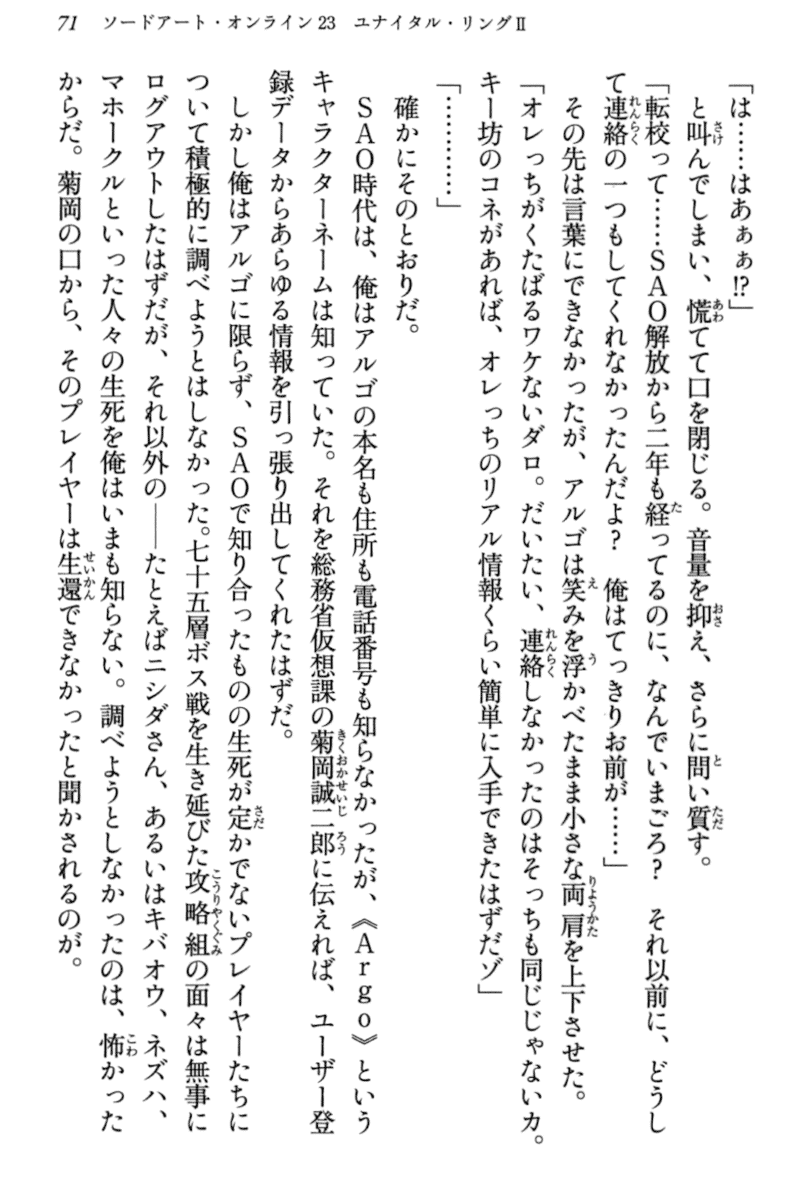 71　ソードアート・オンライン23　ユナイタル・リングⅡ
「は……はあぁぁ!?」
　と叫んでしまい、慌てて口を閉じる。音量を抑え、さらに問い質す。
「転校って……SAO解放から二年も経ってるのに、なんでいまごろ？　それ以前に、どうし
て連絡の一つもしてくれなかったんだよ？　俺はてっきりお前が……」
　その先は言葉にできなかったが、アルゴは笑みを浮かべたまま小さな両肩を上下させた。
「オレっちがくたばるワケないダロ。だいたい、連絡しなかったのはそっちも同じじゃないカ。
キー坊のコネがあれば、オレっちのリアル情報くらい簡単に入手できたはずだゾ」
「…………」
　確かにそのとおりだ。
　SAO時代は、俺はアルゴの本名も住所も電話番号も知らなかったが、《Argo》という
キャラクターネームは知っていた。それを総務省仮想課の菊岡誠二郎に伝えれば、ユーザー登
録データからあらゆる情報を引っ張り出してくれたはずだ。
　しかし俺はアルゴに限らず、SAOで知り合ったものの生死が定かでないプレイヤーたちに
ついて積極的に調べようとはしなかった。七十五層ボス戦を生き延びた攻略組の面々は無事に
ログアウトしたはずだが、それ以外の――たとえばニシダさん、あるいはキバオウ、ネズハ、
マホークルといった人々の生死を俺はいまも知らない。調べようとしなかったのは、怖かった
からだ。菊岡の口から、そのプレイヤーは生還できなかったと聞かされるのが。